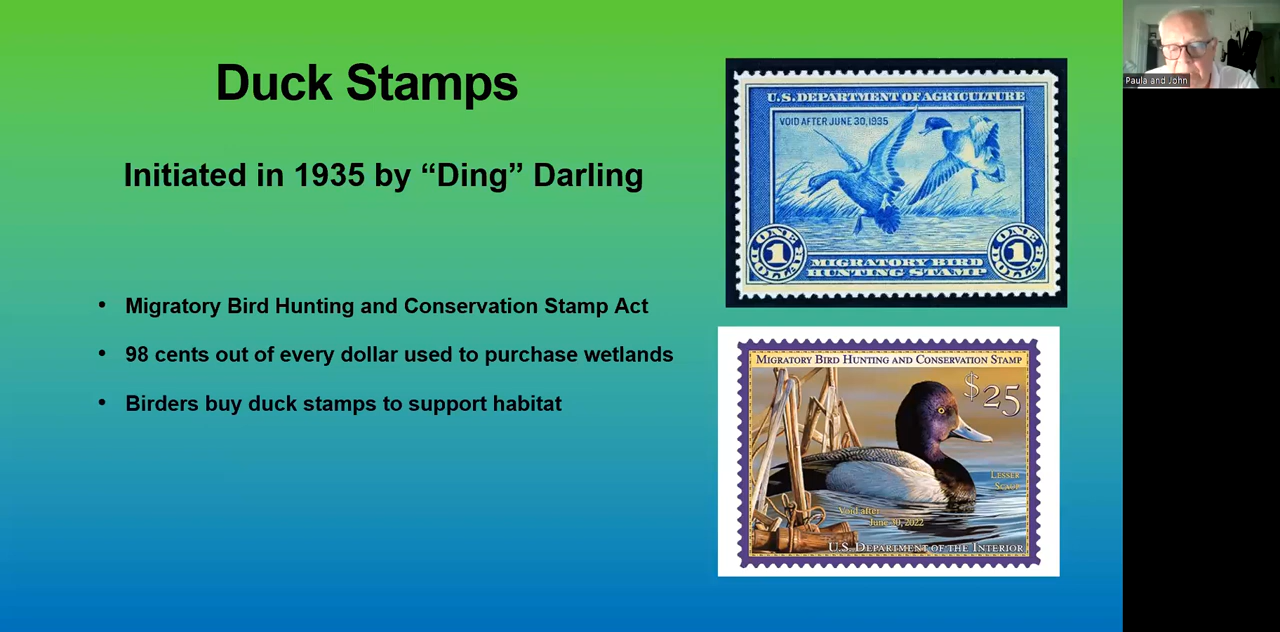 Duck Stamps
Initiated in 1935 by “Ding” Darling
• Migratory Bird Hunting and Conservation Stamp Act
• 98 cents out of every dollar used to purchase wetlands
• Birders buy duck stamps to support habitat
U.S. DEPARTMENT OF AGRICULTURE
VOID AFTER JUNE 30, 1935
ONE DOLLAR
1
ONE DOLLAR
1
MIGRATORY BIRD
HUNTING STAMP
MIGRATORY BIRD HUNTING AND CONSERVATION STAMP
$25
LESSER
SCAUP
Void after
June 30, 2022
U.S. DEPARTMENT OF THE INTERIOR
Paula and John